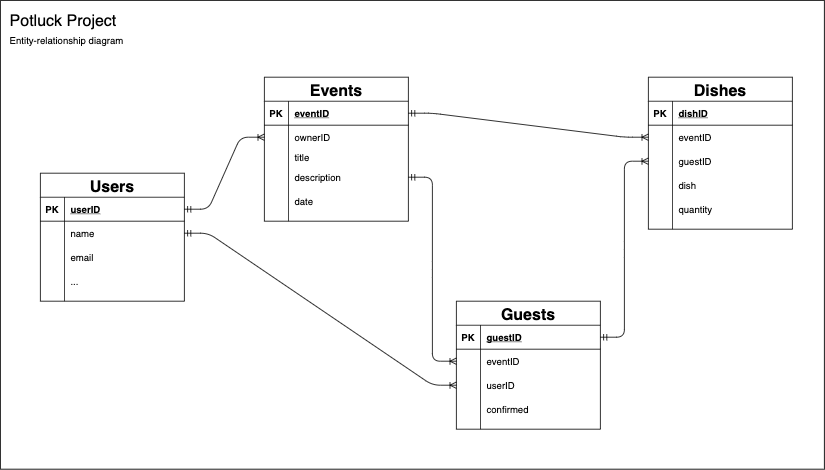 Potluck Project
Entity-relationship diagram
Events
PK eventID
ownerID
title
description
date
Dishes
PK dishID
eventID
guestID
dish
quantity
Users
PK userID
name
email
...
Guests
PK guestID
eventID
userID
confirmed